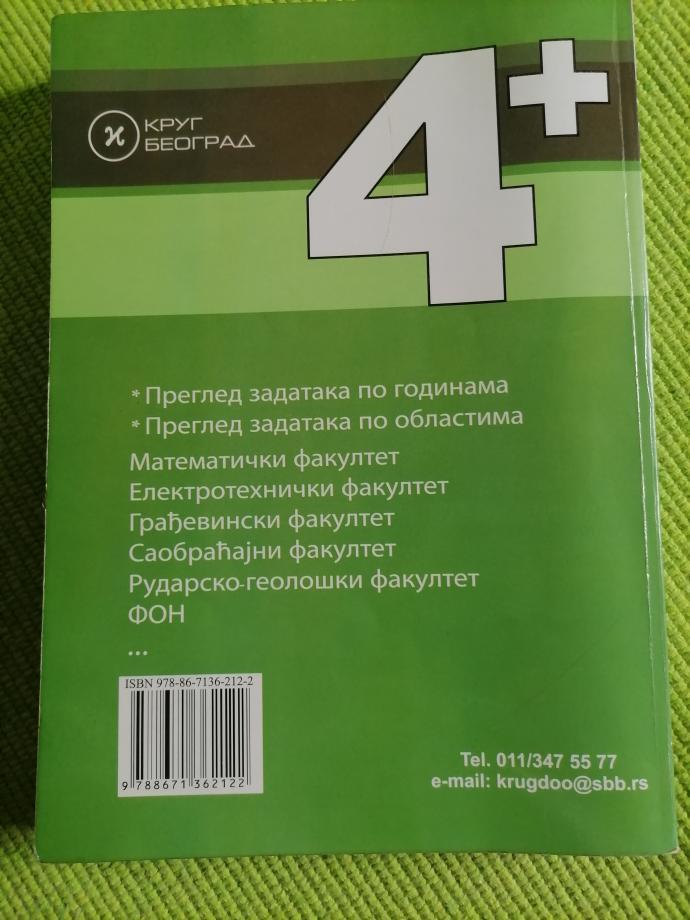 КРУГ
БЕОГРАД
4+
* Преглед задатака по годинама
* Преглед задатака по областима
Математички факултет
Електротехнички факултет
Грађевински факултет
Саобраћајни факултет
Рударско-геолошки факултет
ФОН
...
ISBN 978-86-7136-212-2
9 788671 362122
Tel. 011/347 55 77
e-mail: krugdoo@sbb.rs